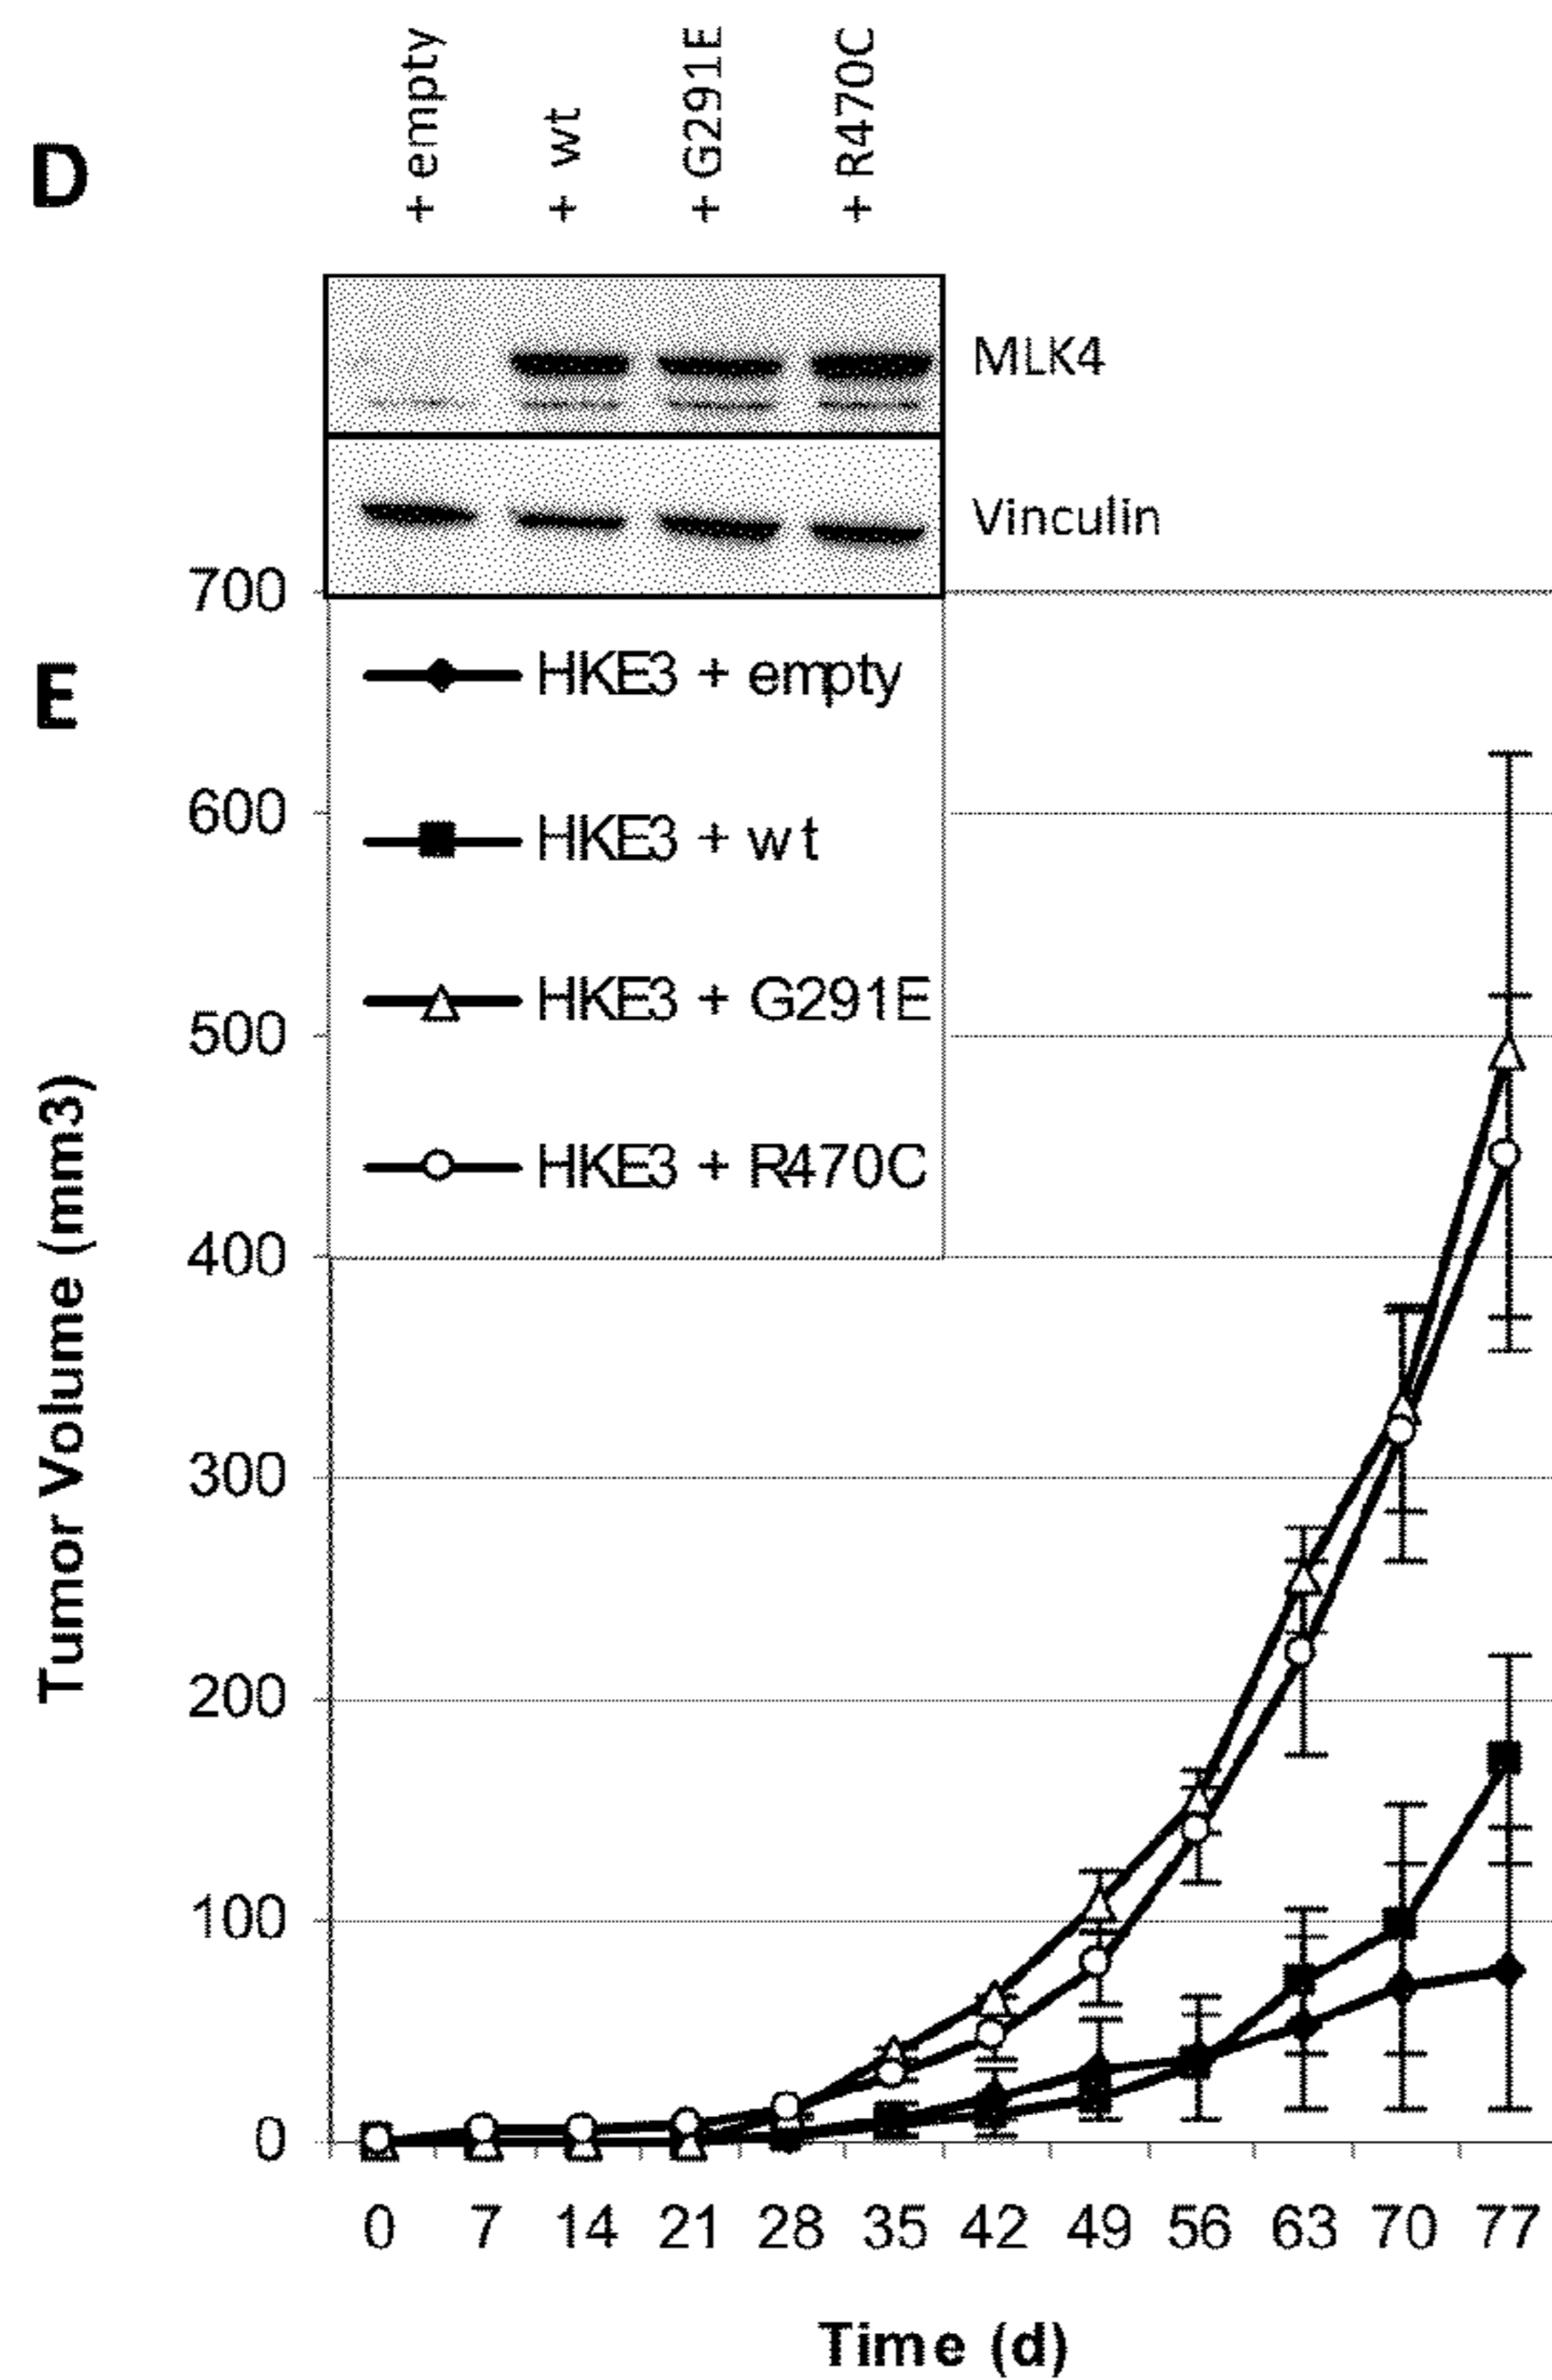 D
+ empty
+ wt
+ G291E
+ R470C
MLK4
Vinculin
E
HKE3 + empty
HKE3 + wt
HKE3 + G291E
HKE3 + R470C
Tumor Volume (mm3)
700
600
500
400
300
200
100
0
0 7 14 21 28 35 42 49 56 63 70 77
Time (d)